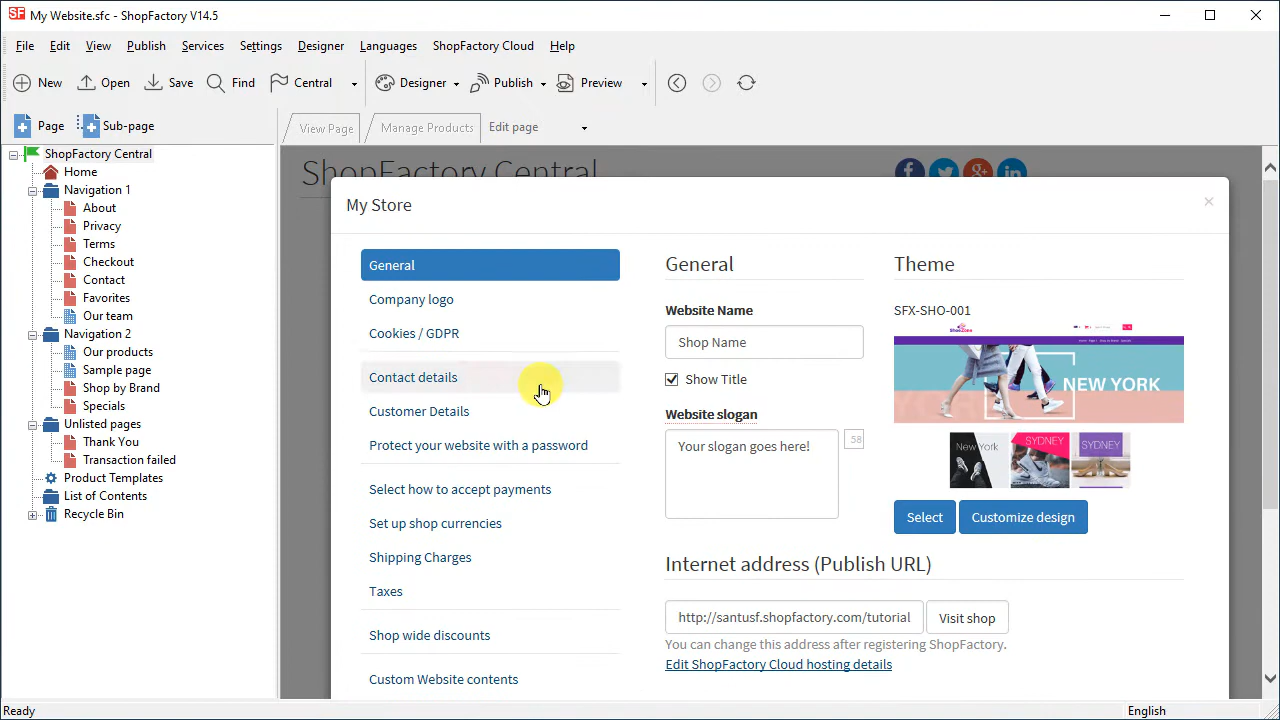 My Website.sfc - ShopFactory V14.5
File Edit View Publish Services Settings Designer Languages ShopFactory Cloud Help
New Open Save Find Central Designer Publish Preview
Page Sub-page
View Page Manage Products Edit page
ShopFactory Central
Home
Navigation 1
About
Privacy
Terms
Checkout
Contact
Favorites
Our team
Navigation 2
Our products
Sample page
Shop by Brand
Specials
Unlisted pages
Thank You
Transaction failed
Product Templates
List of Contents
Recycle Bin
ShopFactory Central
My Store
General
Company logo
Cookies / GDPR
Contact details
Customer Details
Protect your website with a password
Select how to accept payments
Set up shop currencies
Shipping Charges
Taxes
Shop wide discounts
Custom Website contents
General
Website Name
Shop Name
Show Title
Website slogan
Your slogan goes here!
58
Theme
SFX-SHO-001
NEW YORK
New York
SYDNEY
SYDNEY
Select Customize design
Internet address (Publish URL)
http://santusf.shopfactory.com/tutorial Visit shop
You can change this address after registering ShopFactory.
Edit ShopFactory Cloud hosting details
Ready
English